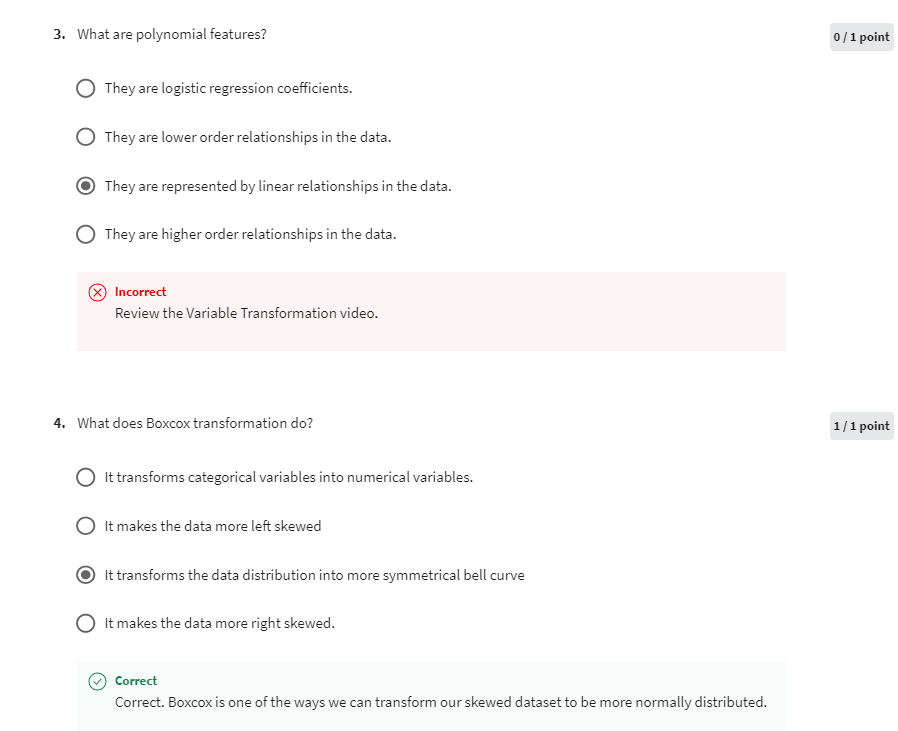 3. What are polynomial features?
0 / 1 point
They are logistic regression coefficients.
They are lower order relationships in the data.
They are represented by linear relationships in the data.
They are higher order relationships in the data.
Incorrect
Review the Variable Transformation video.
4. What does Boxcox transformation do?
1 / 1 point
It transforms categorical variables into numerical variables.
It makes the data more left skewed
It transforms the data distribution into more symmetrical bell curve
It makes the data more right skewed.
Correct
Correct. Boxcox is one of the ways we can transform our skewed dataset to be more normally distributed.